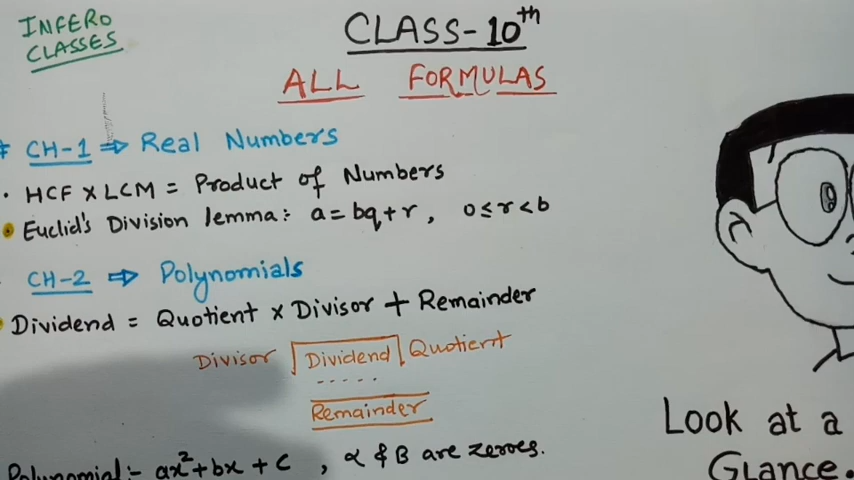 INFERO
CLASSES
CLASS-10th
ALL FORMULAS
* CH-1 ⇒ Real Numbers
• HCF × LCM = Product of Numbers
• Euclid's Division lemma:- a = bq + r, 0 ≤ r < b
CH-2 ⇒ Polynomials
• Dividend = Quotient × Divisor + Remainder
Divisor Dividend Quotient
.....
Remainder
Polynomial:- ax² + bx + c, α & β are zeroes.
Look at a
Glance.